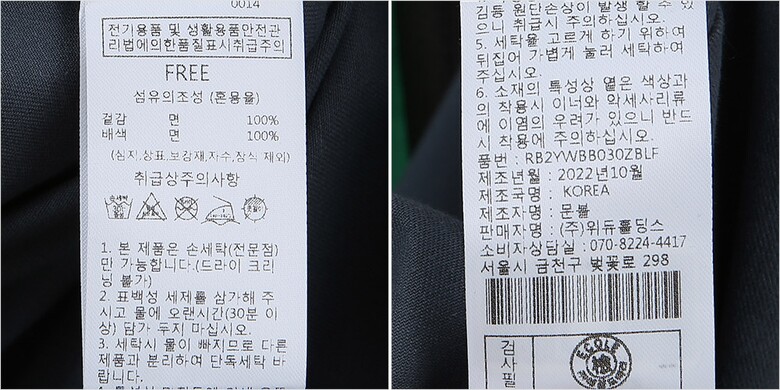 0014
전기용품 및 생활용품안전관
리법에의한품질표시취급주의
FREE
섬유의조성 (혼용율)
겉감 면 100%
배색 면 100%
(심지,상표,보강재,자수,장식 제외)
취급상주의사항
1. 본 제품은 손세탁(전문점)
만 가능합니다.(드라이 크리
닝 불가)
2. 표백성 세제를 삼가해 주
시고 물에 오랜시간(30분 이
상) 담가 두지 마십시오.
3. 세탁시 물이 빠지므로 다른
제품과 분리하여 단독세탁 바
랍니다.
김등 원단손상이 발생 할 수 있
으니 취급시 주의하십시오.
5. 세탁을 고르게 하기 위하여
뒤집어 가볍게 눌러 세탁하여
주십시오.
6. 소재의 특성상 옅은 색상과
의 착용시 이너와 악세사리류
에 이염의 우려가 있으니 반드
시 착용에 주의하십시오.
품번 : RB2YWBB030ZBLF
제조년월 : 2022년10월
제조국명 : KOREA
제조자명 : 문볼
판매자명 : (주)위듀홀딩스
소비자상담실 : 070-8224-4417
서울시 금천구 벚꽃로 298
검사필
ECOLE